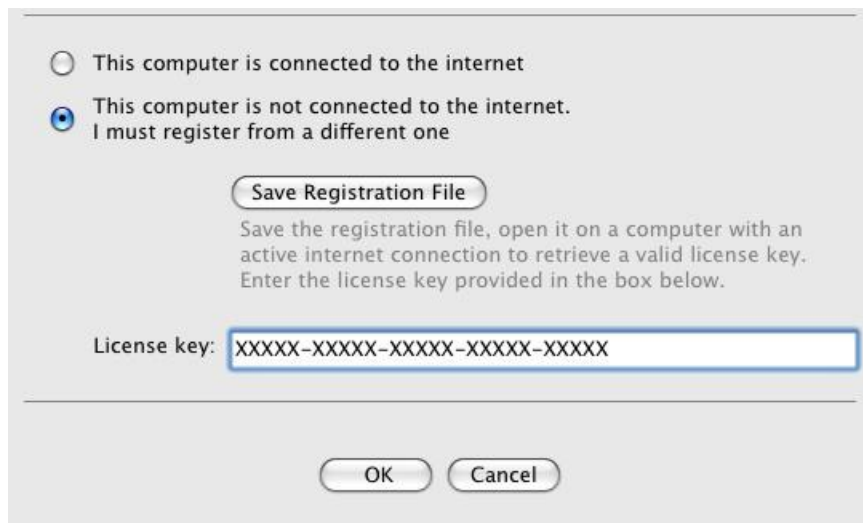 This computer is connected to the internet
This computer is not connected to the internet.
I must register from a different one
Save Registration File
Save the registration file, open it on a computer with an
active internet connection to retrieve a valid license key.
Enter the license key provided in the box below.
License key: XXXXX-XXXXX-XXXXX-XXXXX-XXXXX
OK Cancel